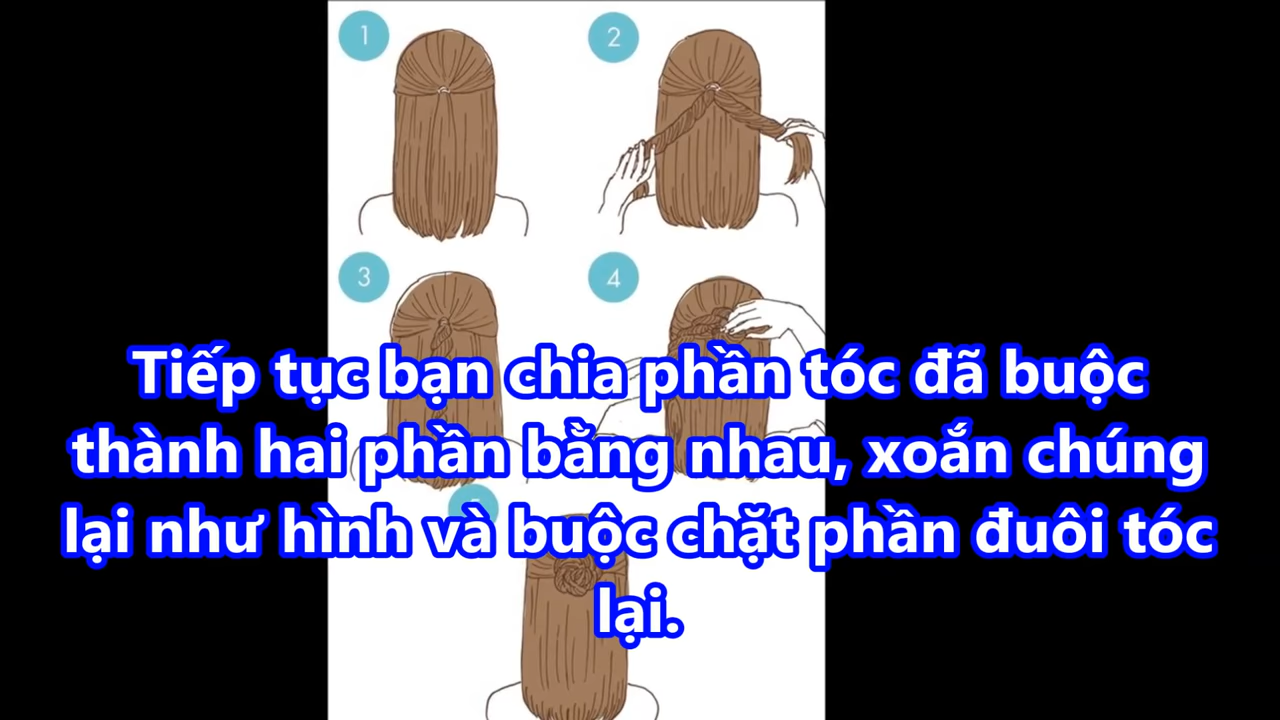 1
2
3
4
Tiếp tục bạn chia phần tóc đã buộc
thành hai phần bằng nhau, xoắn chúng
lại như hình và buộc chặt phần đuôi tóc
lại.